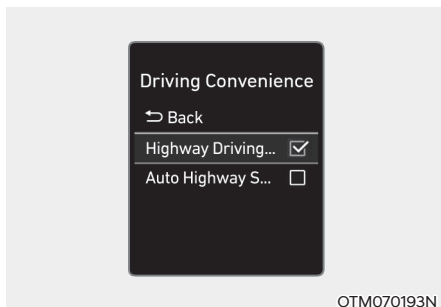 Driving Convenience
Back
Highway Driving...
Auto Highway S...
OTM070193N